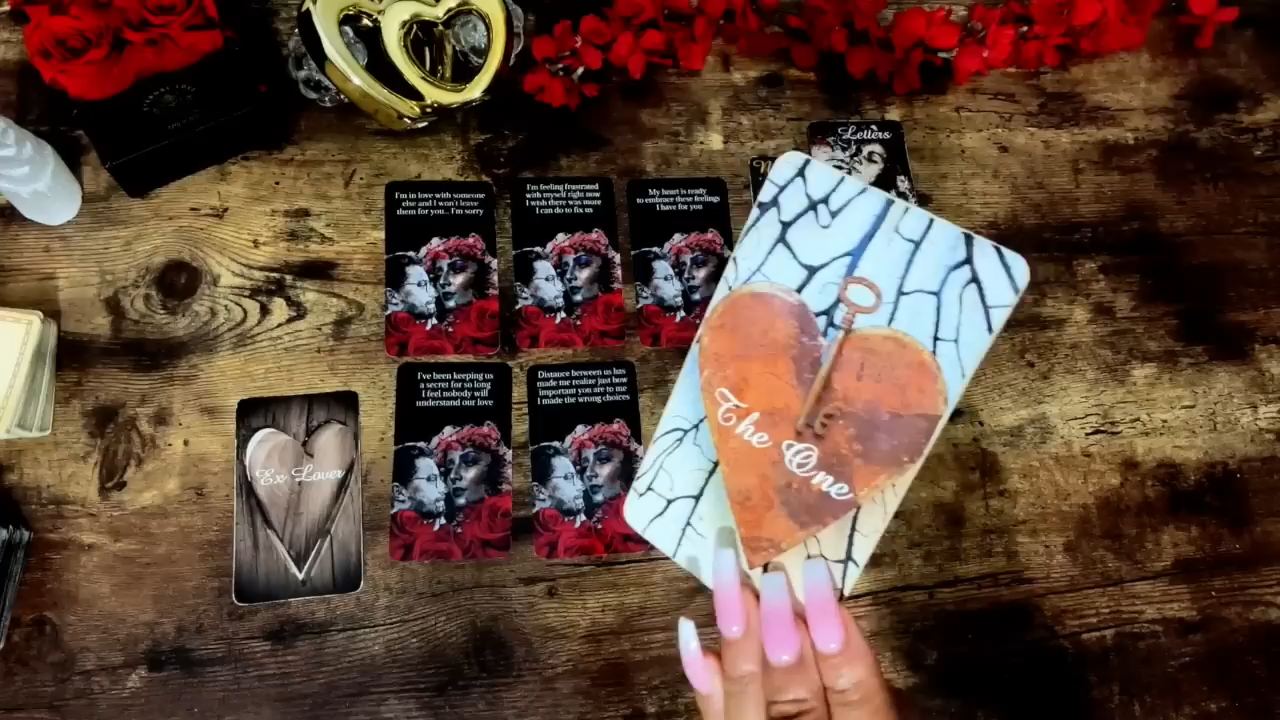 Letters
I'm in love with someone
else and I won't leave
them for you... I'm sorry
I'm feeling frustrated
with myself right now
I wish there was more
I can do to fix us
My heart is ready
to embrace these feelings
I have for you
I've been keeping us
a secret for so long
I feel nobody will
understand our love
Distance between us has
made me realize just how
important you are to me
I made the wrong choices
Ex Lover
The One